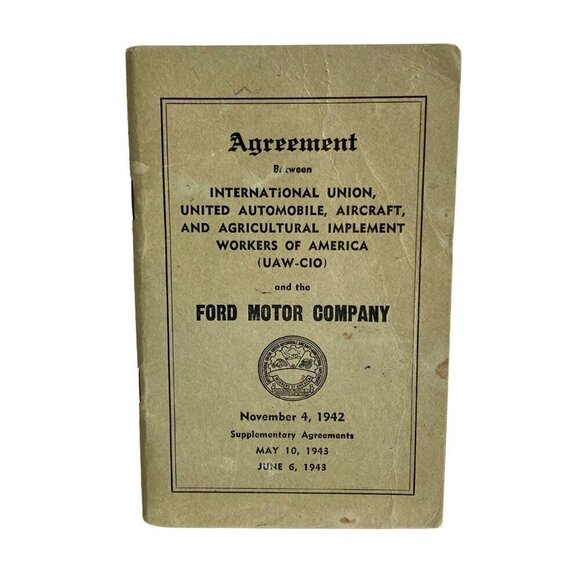 Agreement
Between
INTERNATIONAL UNION,
UNITED AUTOMOBILE, AIRCRAFT,
AND AGRICULTURAL IMPLEMENT
WORKERS OF AMERICA
(UAW-CIO)
and the
FORD MOTOR COMPANY
November 4, 1942
Supplementary Agreements
MAY 10, 1943
JUNE 6, 1943